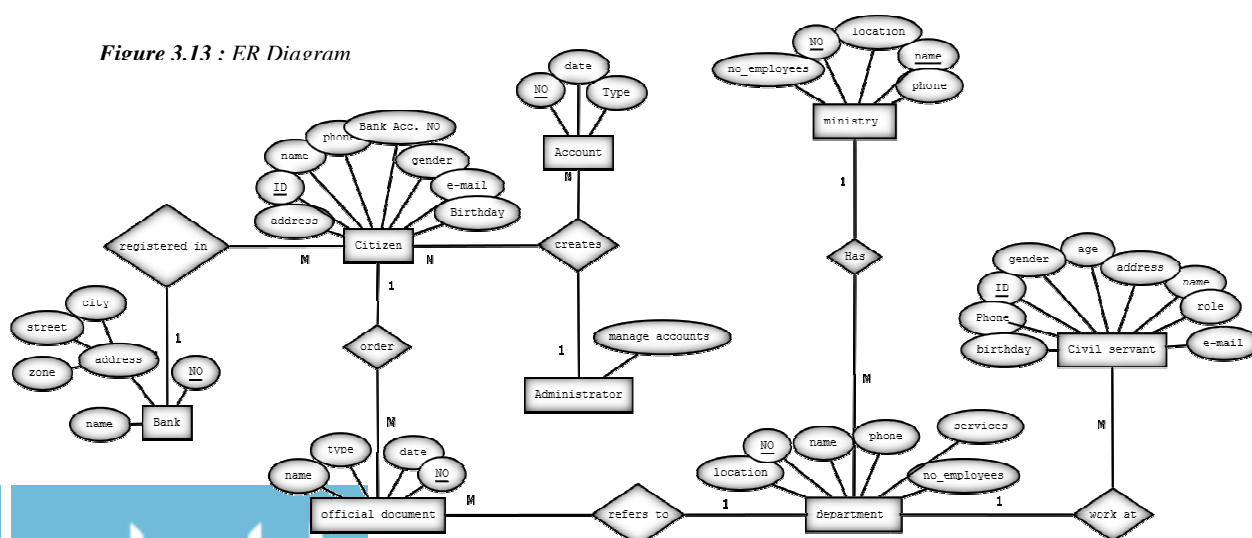 Figure 3.13 : ER Diagram
date
NO
Type
Account
M
location
NO
name
no_employees
phone
ministry
1
Bank Acc. NO
phone
name
gender
ID
e-mail
address
Birthday
Citizen
registered in
M
N
creates
1
1
Has
order
1
manage accounts
Administrator
M
M
city
street
address
zone
NO
name
Bank
1
age
gender
address
ID
name
Phone
role
birthday
Civil servant
e-mail
M
type
date
name
NO
official document
M
refers to
1
services
phone
name
NO
location
no_employees
department
1
work at